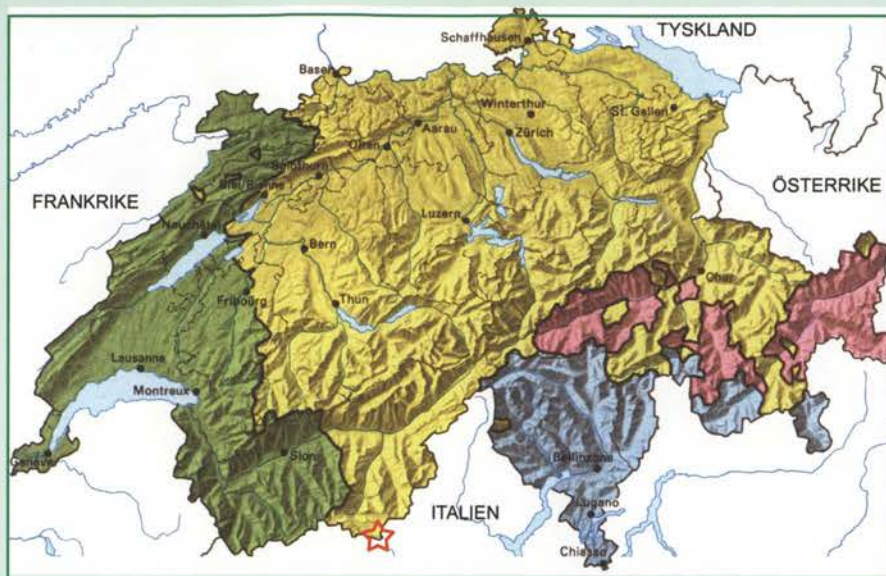 TYSKLAND
Schaffhausen
Basel
Winterthur
St. Gallen
Aarau
Zürich
Olten
Solothurn
Biel/Bienne
FRANKRIKE
ÖSTERRIKE
Neuchâtel
Luzern
Bern
Chur
Fribourg
Thun
Lausanne
Montreux
Genève
Sion
Bellinzona
ITALIEN
Lugano
Chiasso